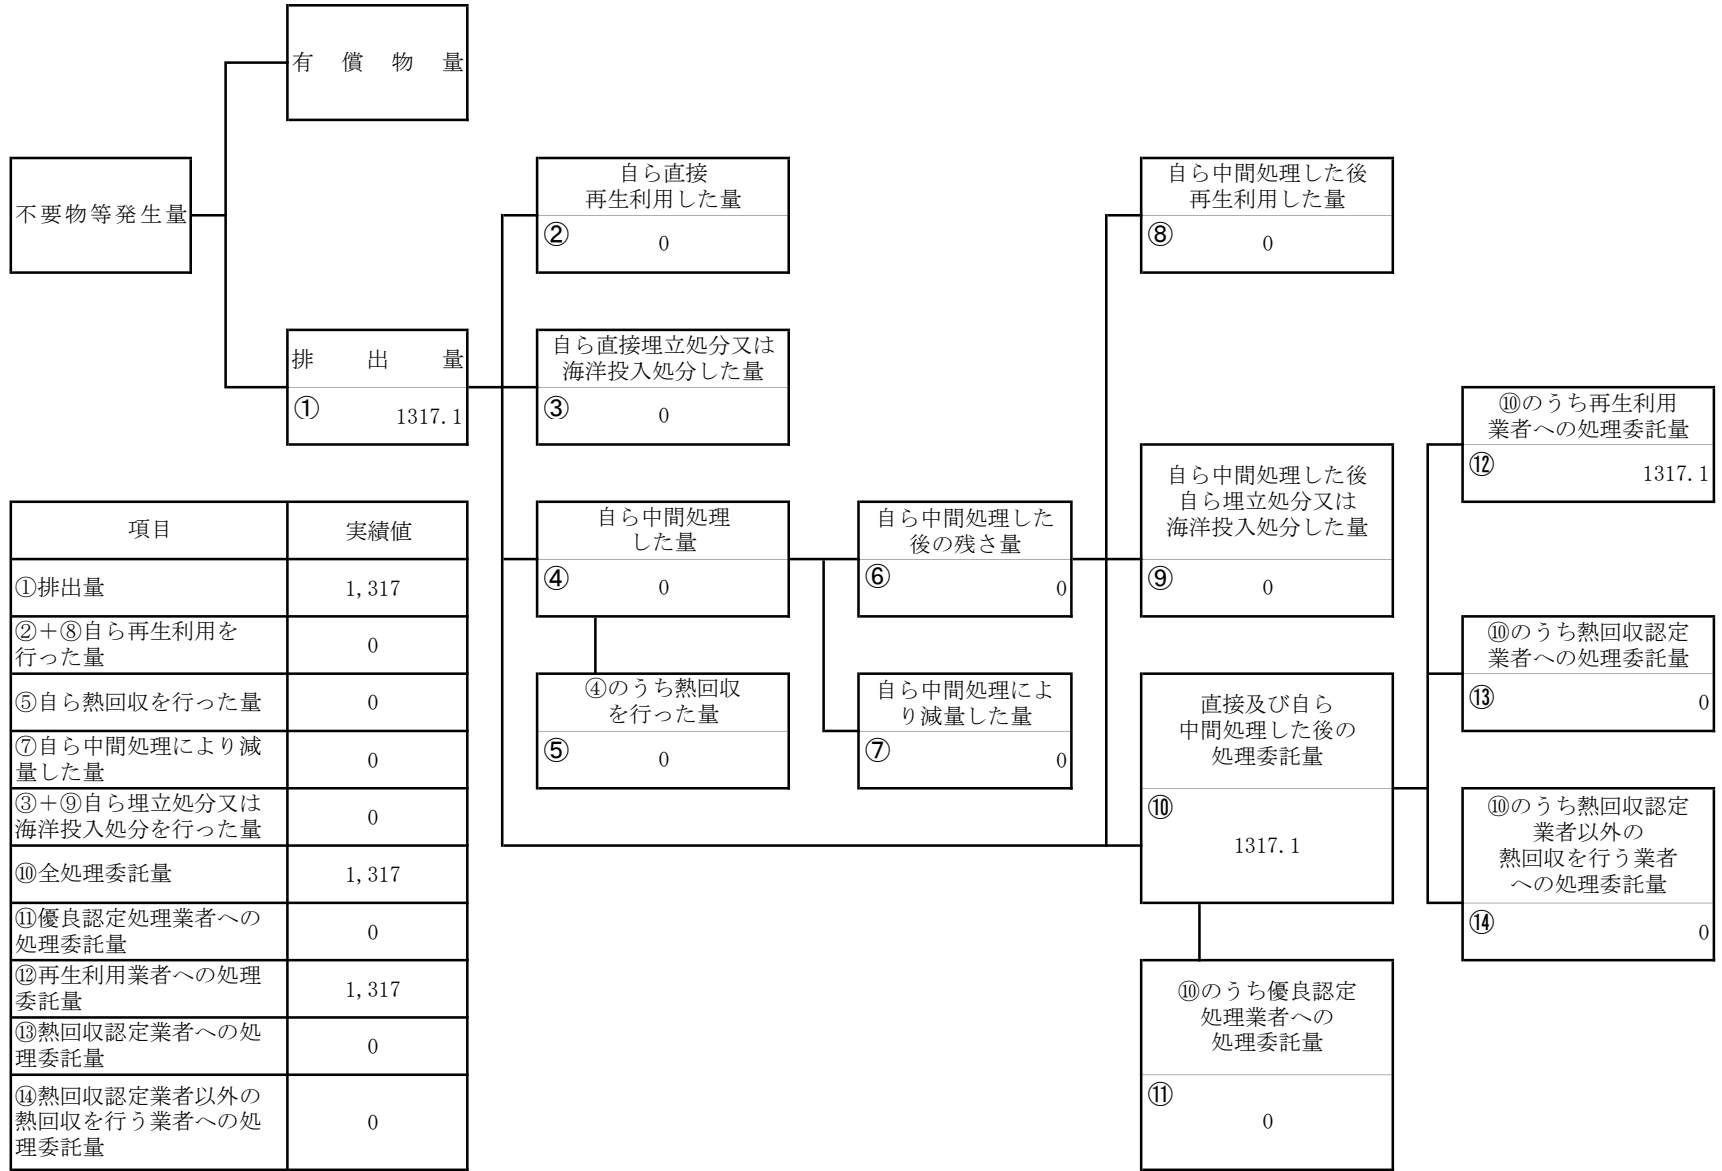 有償物量
不要物等発生量
自ら直接
再生利用した量
②
0
自ら中間処理した後
再生利用した量
⑧
0
排出量
①
1317.1
自ら直接埋立処分又は
海洋投入処分した量
③
0
⑩のうち再生利用
業者への処理委託量
⑫
1317.1
自ら中間処理
した量
④
0
自ら中間処理した
後の残さ量
⑥
0
自ら中間処理した後
自ら埋立処分又は
海洋投入処分した量
⑨
0
⑩のうち熱回収認定
業者への処理委託量
⑬
0
④のうち熱回収
を行った量
⑤
0
自ら中間処理によ
り減量した量
⑦
0
直接及び自ら
中間処理した後の
処理委託量
⑩
1317.1
⑩のうち熱回収認定
業者以外の
熱回収を行う業者
への処理委託量
⑭
0
⑩のうち優良認定
処理業者への
処理委託量
⑪
0
項目 実績値
①排出量 1,317
②+⑧自ら再生利用を
行った量 0
⑤自ら熱回収を行った量 0
⑦自ら中間処理により減
量した量 0
③+⑨自ら埋立処分又は
海洋投入処分を行った量 0
⑩全処理委託量 1,317
⑪優良認定処理業者への
処理委託量 0
⑫再生利用業者への処理
委託量 1,317
⑬熱回収認定業者への処
理委託量 0
⑭熱回収認定業者以外の
熱回収を行う業者への処
理委託量 0